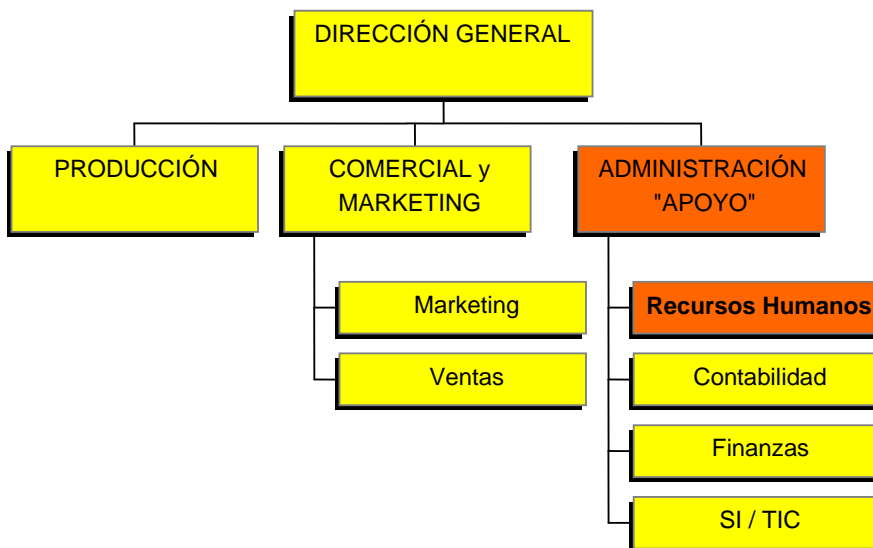 DIRECCIÓN GENERAL
PRODUCCIÓN
COMERCIAL y
MARKETING
ADMINISTRACIÓN
"APOYO"
Marketing
Ventas
Recursos Humanos
Contabilidad
Finanzas
SI / TIC